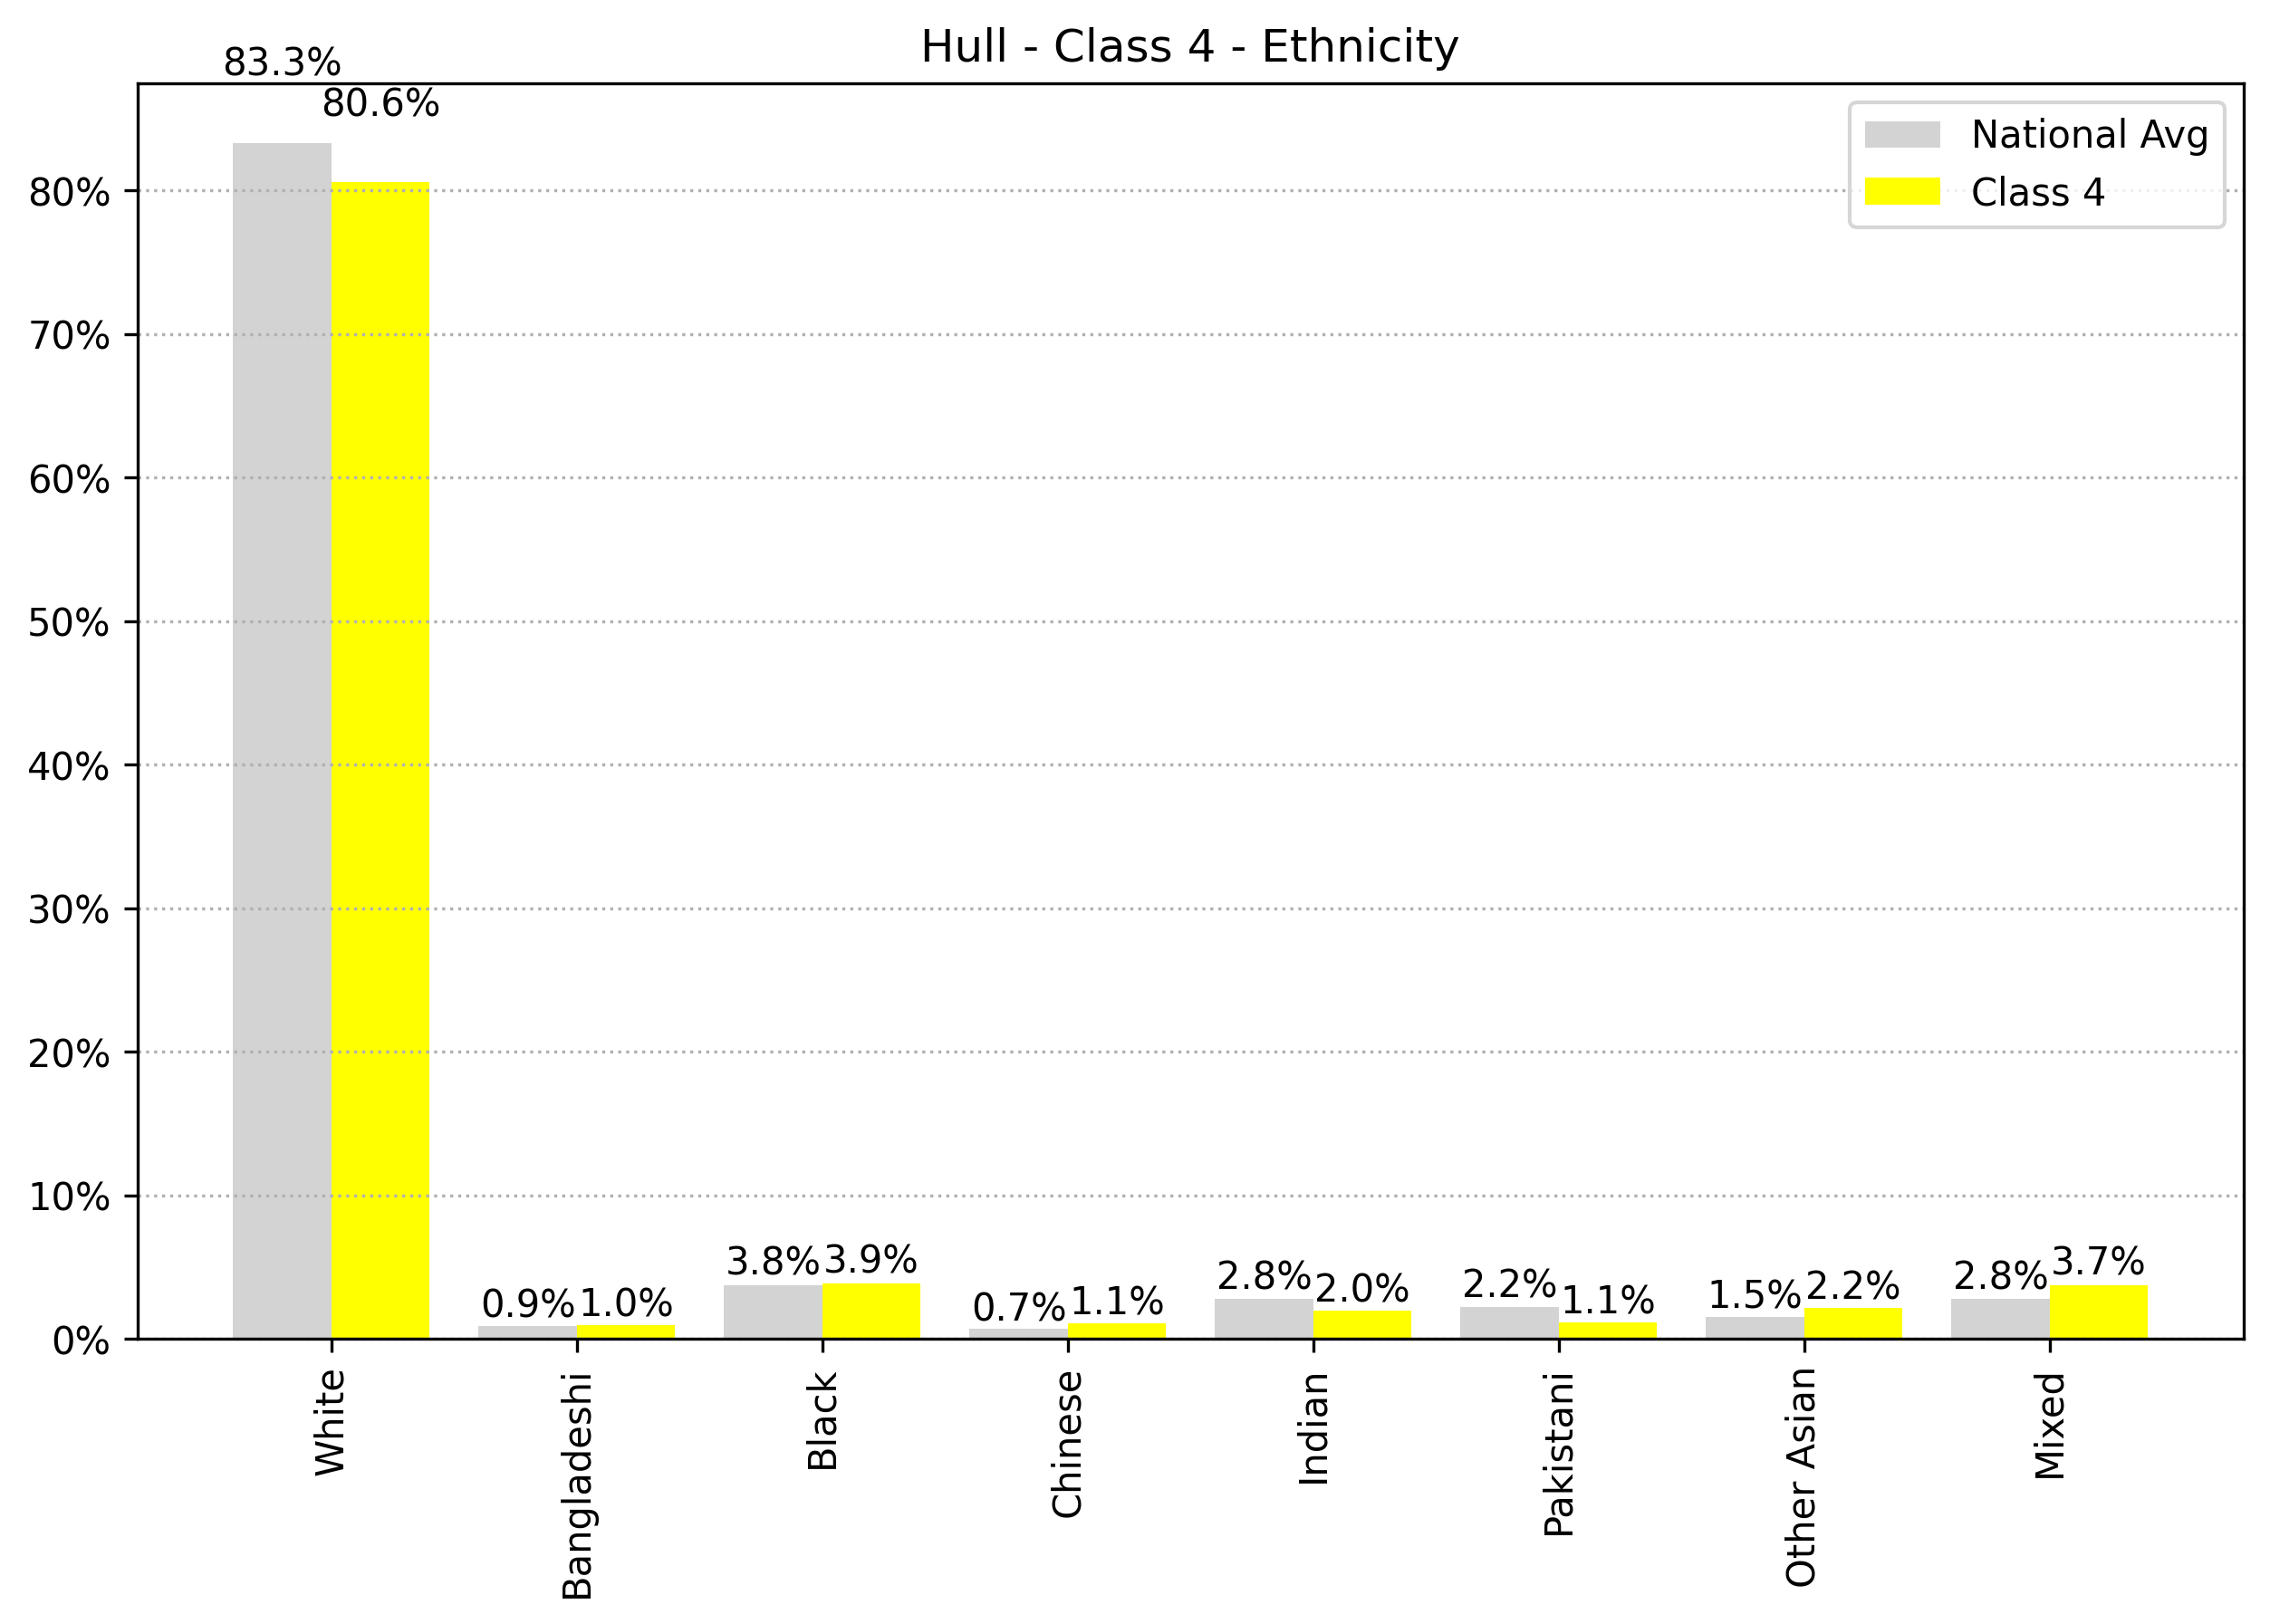 Hull - Class 4 - Ethnicity
83.3%
80.6%
National Avg
Class 4
80%
70%
60%
50%
40%
30%
20%
10%
0%
0.9% 1.0%
3.8% 3.9%
0.7% 1.1%
2.8% 2.0%
2.2% 1.1%
1.5% 2.2%
2.8% 3.7%
White
Bangladeshi
Black
Chinese
Indian
Pakistani
Other Asian
Mixed